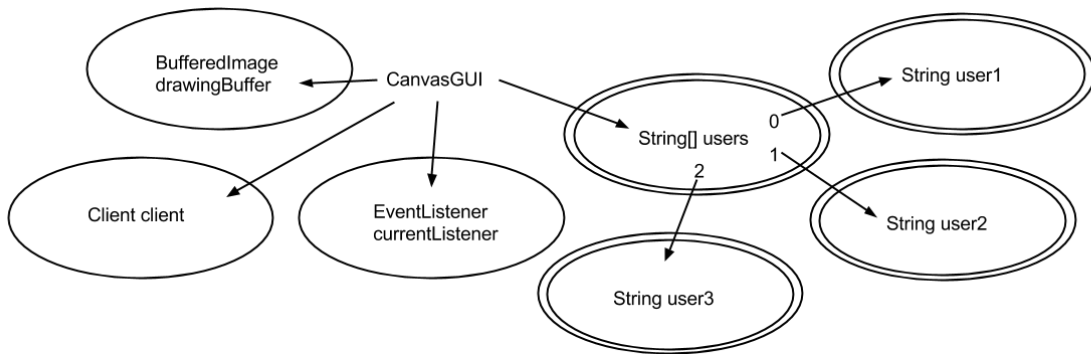 BufferedImage
drawingBuffer
CanvasGUI
String user1
0
String[] users
1
2
Client client
EventListener
currentListener
String user2
String user3